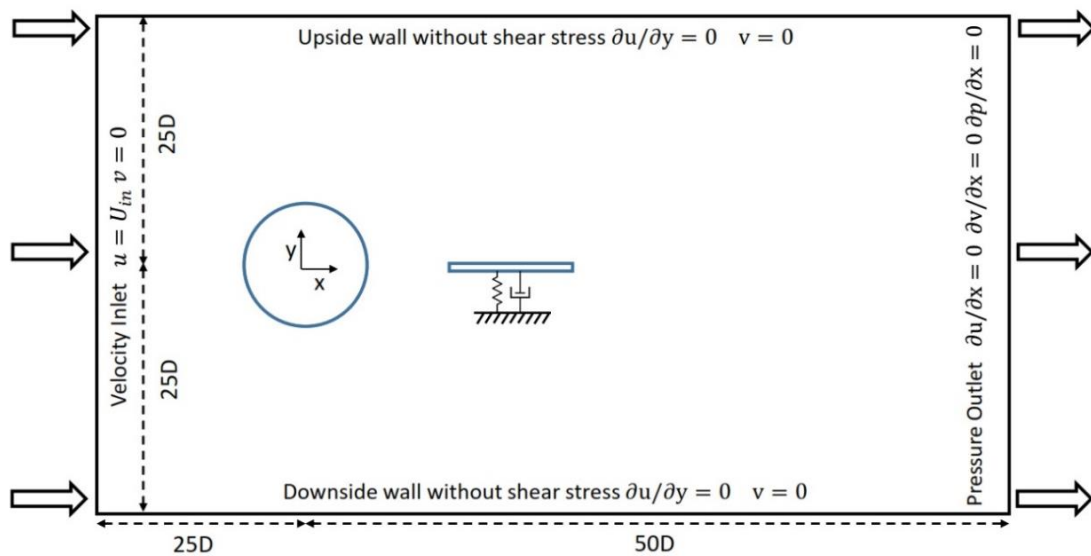 Upside wall without shear stress ∂u/∂y = 0 v = 0
25D
Velocity Inlet u = U_in v = 0
y
x
25D
Pressure Outlet ∂u/∂x = 0 ∂v/∂x = 0 ∂p/∂x = 0
Downside wall without shear stress ∂u/∂y = 0 v = 0
25D
50D